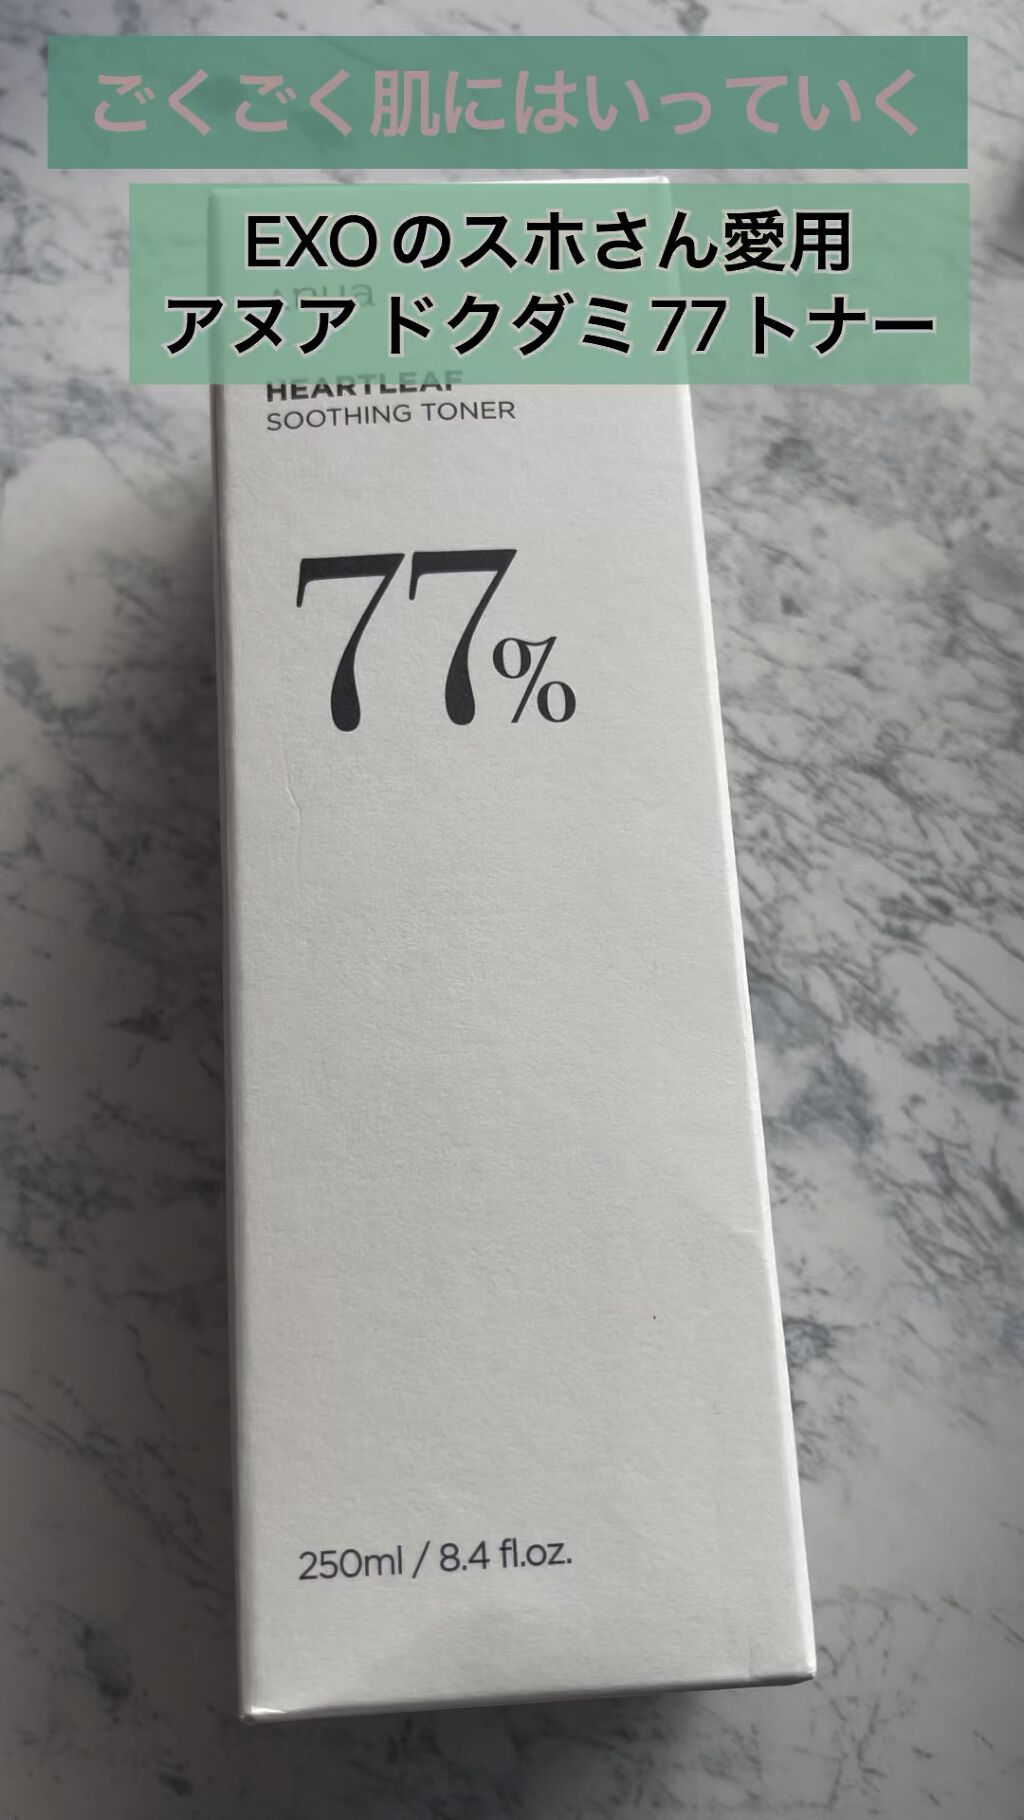 ごくごく肌にはいっていく
EXOのスホさん愛用
アヌア ドクダミ77トナー
Anua
HEARTLEAF
SOOTHING TONER
77%
250ml / 8.4 fl.oz.